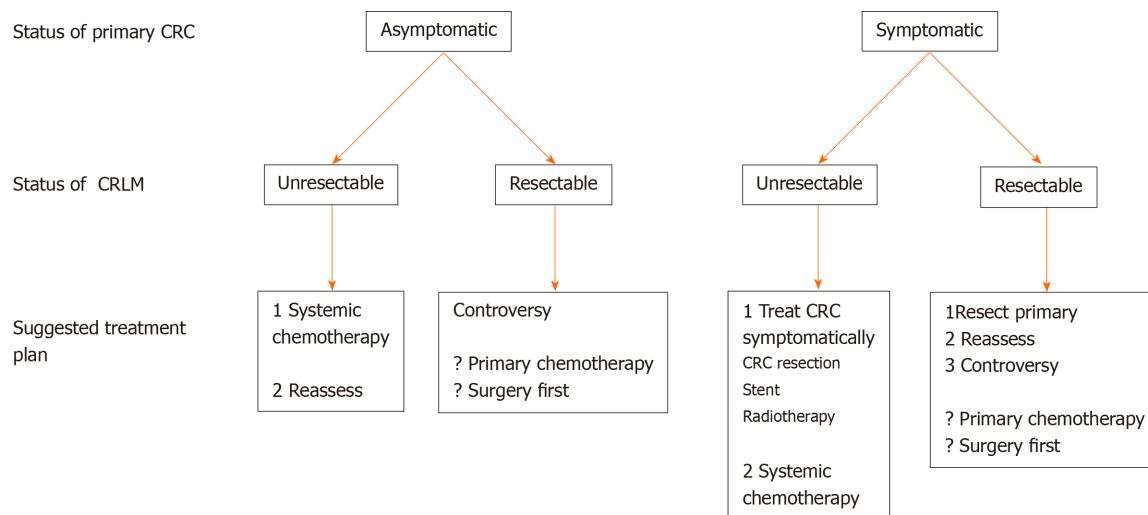 Status of primary CRC
Asymptomatic
Symptomatic
Status of CRLM
Unresectable
Resectable
Unresectable
Resectable
Suggested treatment
plan
1 Systemic
chemotherapy
2 Reassess
Controversy
? Primary chemotherapy
? Surgery first
1 Treat CRC
symptomatically
CRC resection
Stent
Radiotherapy
2 Systemic
chemotherapy
1Resect primary
2 Reassess
3 Controversy
? Primary chemotherapy
? Surgery first